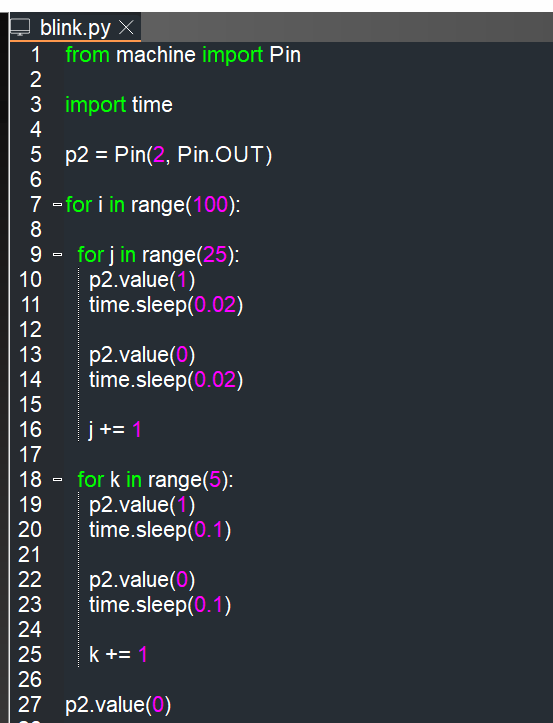 blink.py
1 from machine import Pin
2
3 import time
4
5 p2 = Pin(2, Pin.OUT)
6
7 for i in range(100):
8
9 for j in range(25):
10 p2.value(1)
11 time.sleep(0.02)
12
13 p2.value(0)
14 time.sleep(0.02)
15
16 j += 1
17
18 for k in range(5):
19 p2.value(1)
20 time.sleep(0.1)
21
22 p2.value(0)
23 time.sleep(0.1)
24
25 k += 1
26
27 p2.value(0)